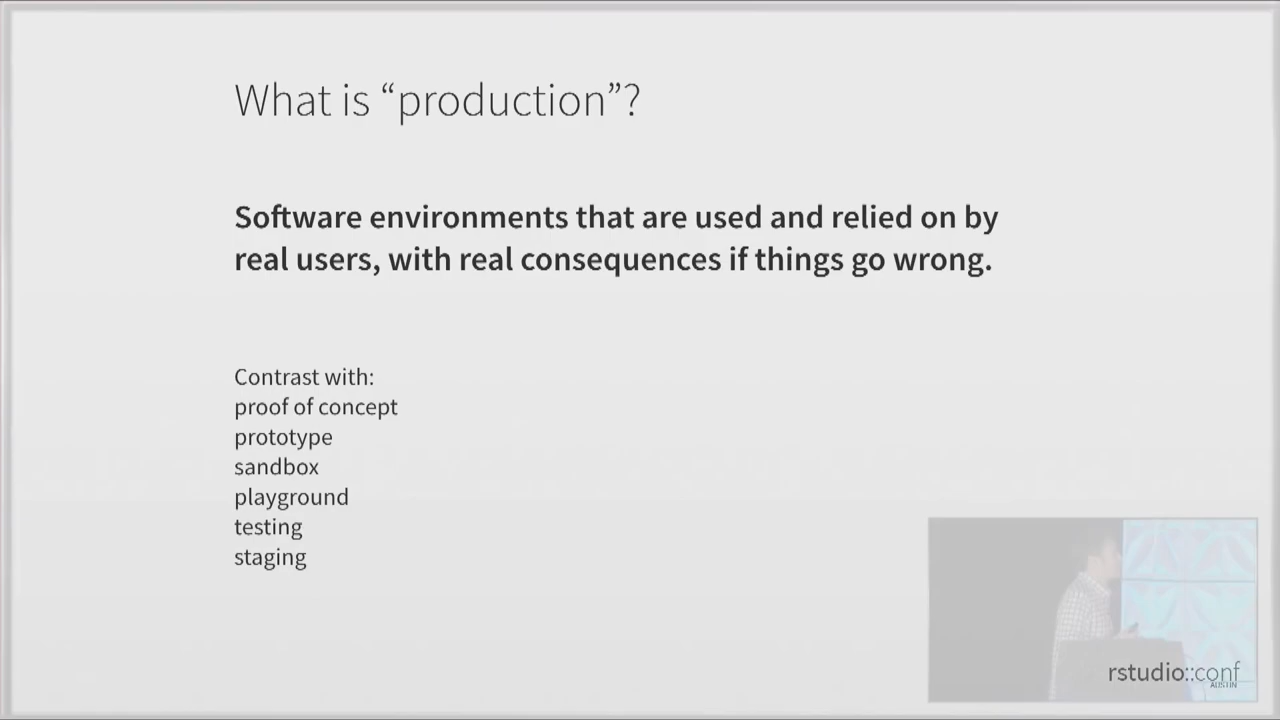 What is “production”?
Software environments that are used and relied on by
real users, with real consequences if things go wrong.
Contrast with:
proof of concept
prototype
sandbox
playground
testing
staging
rstudio::conf
AUSTIN